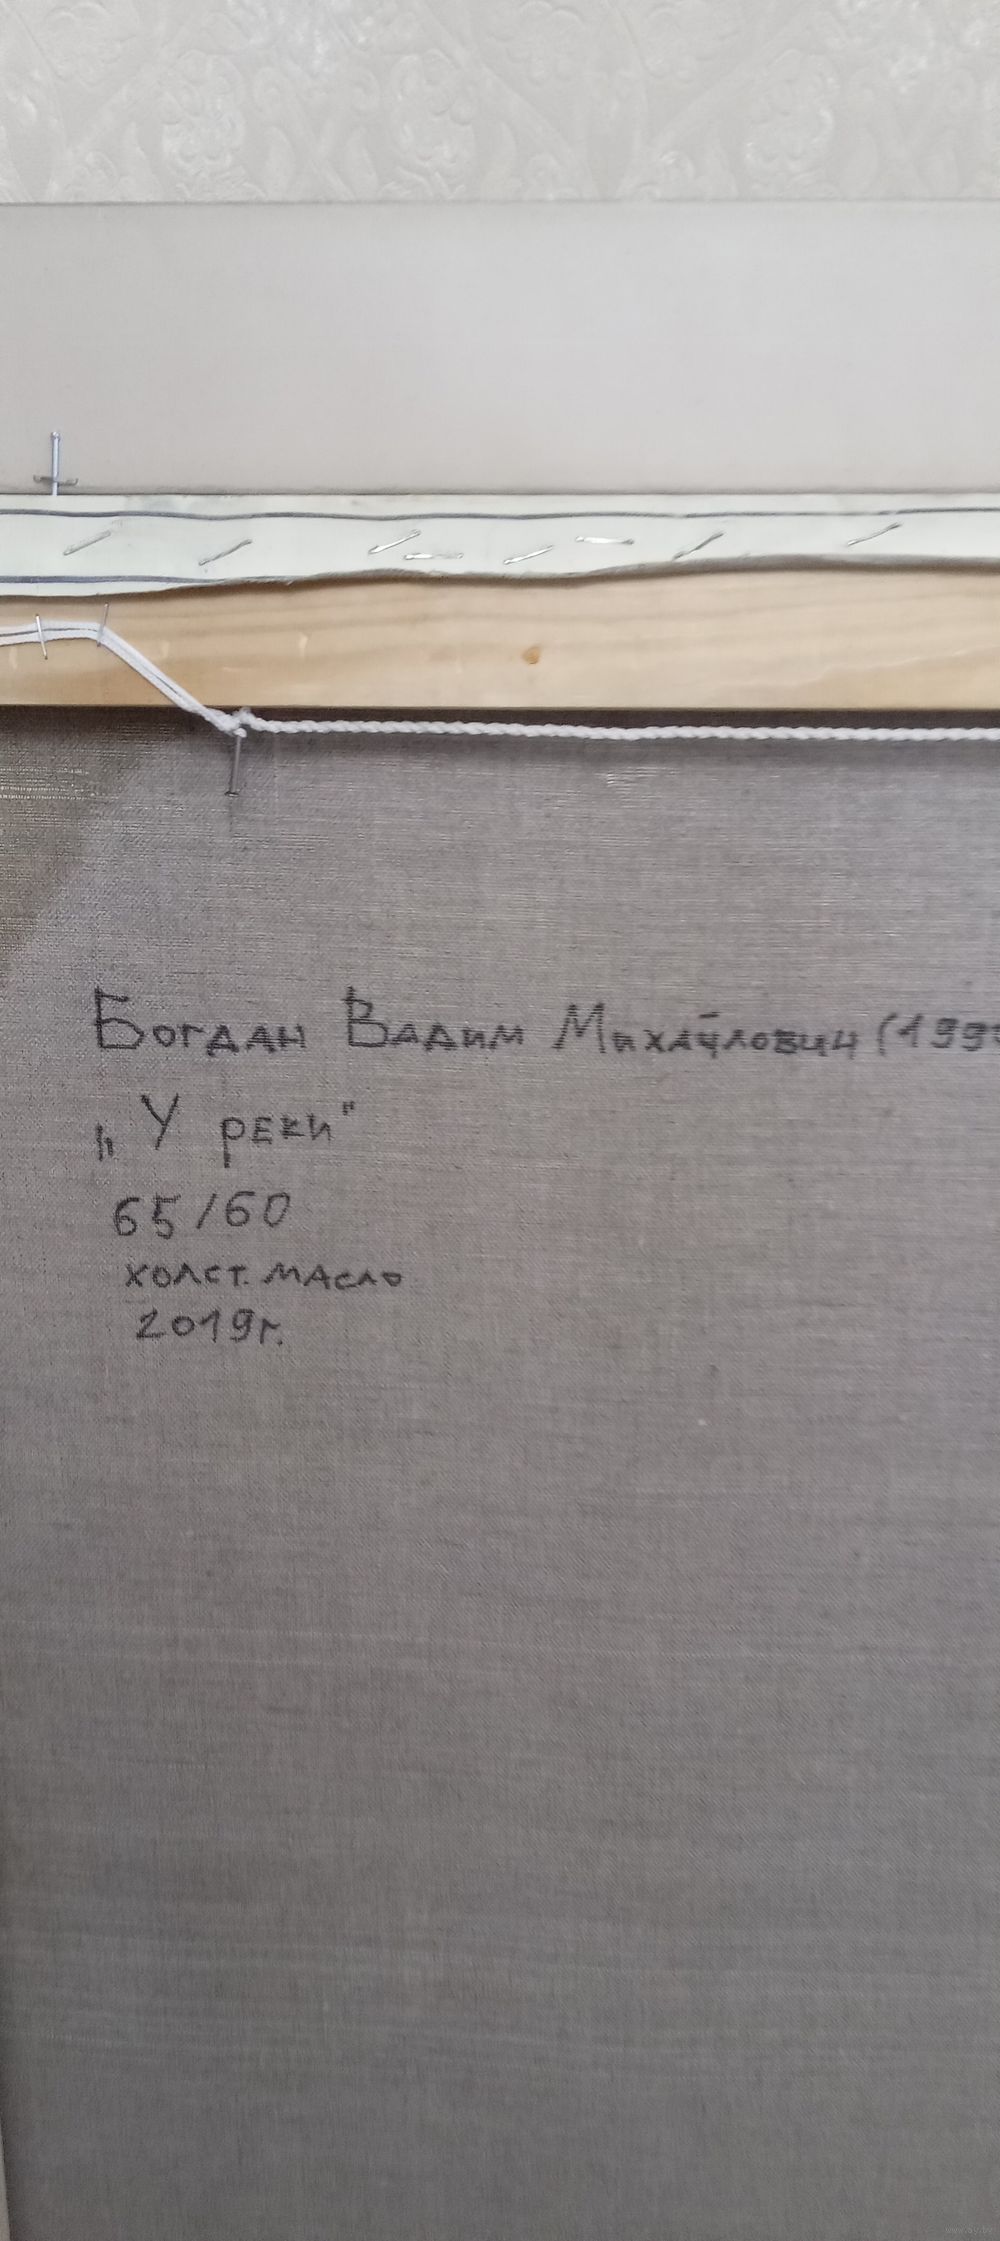 Богдан Вадим Михайлович (199
„У реки"
65/60
холст. масло
2019г.